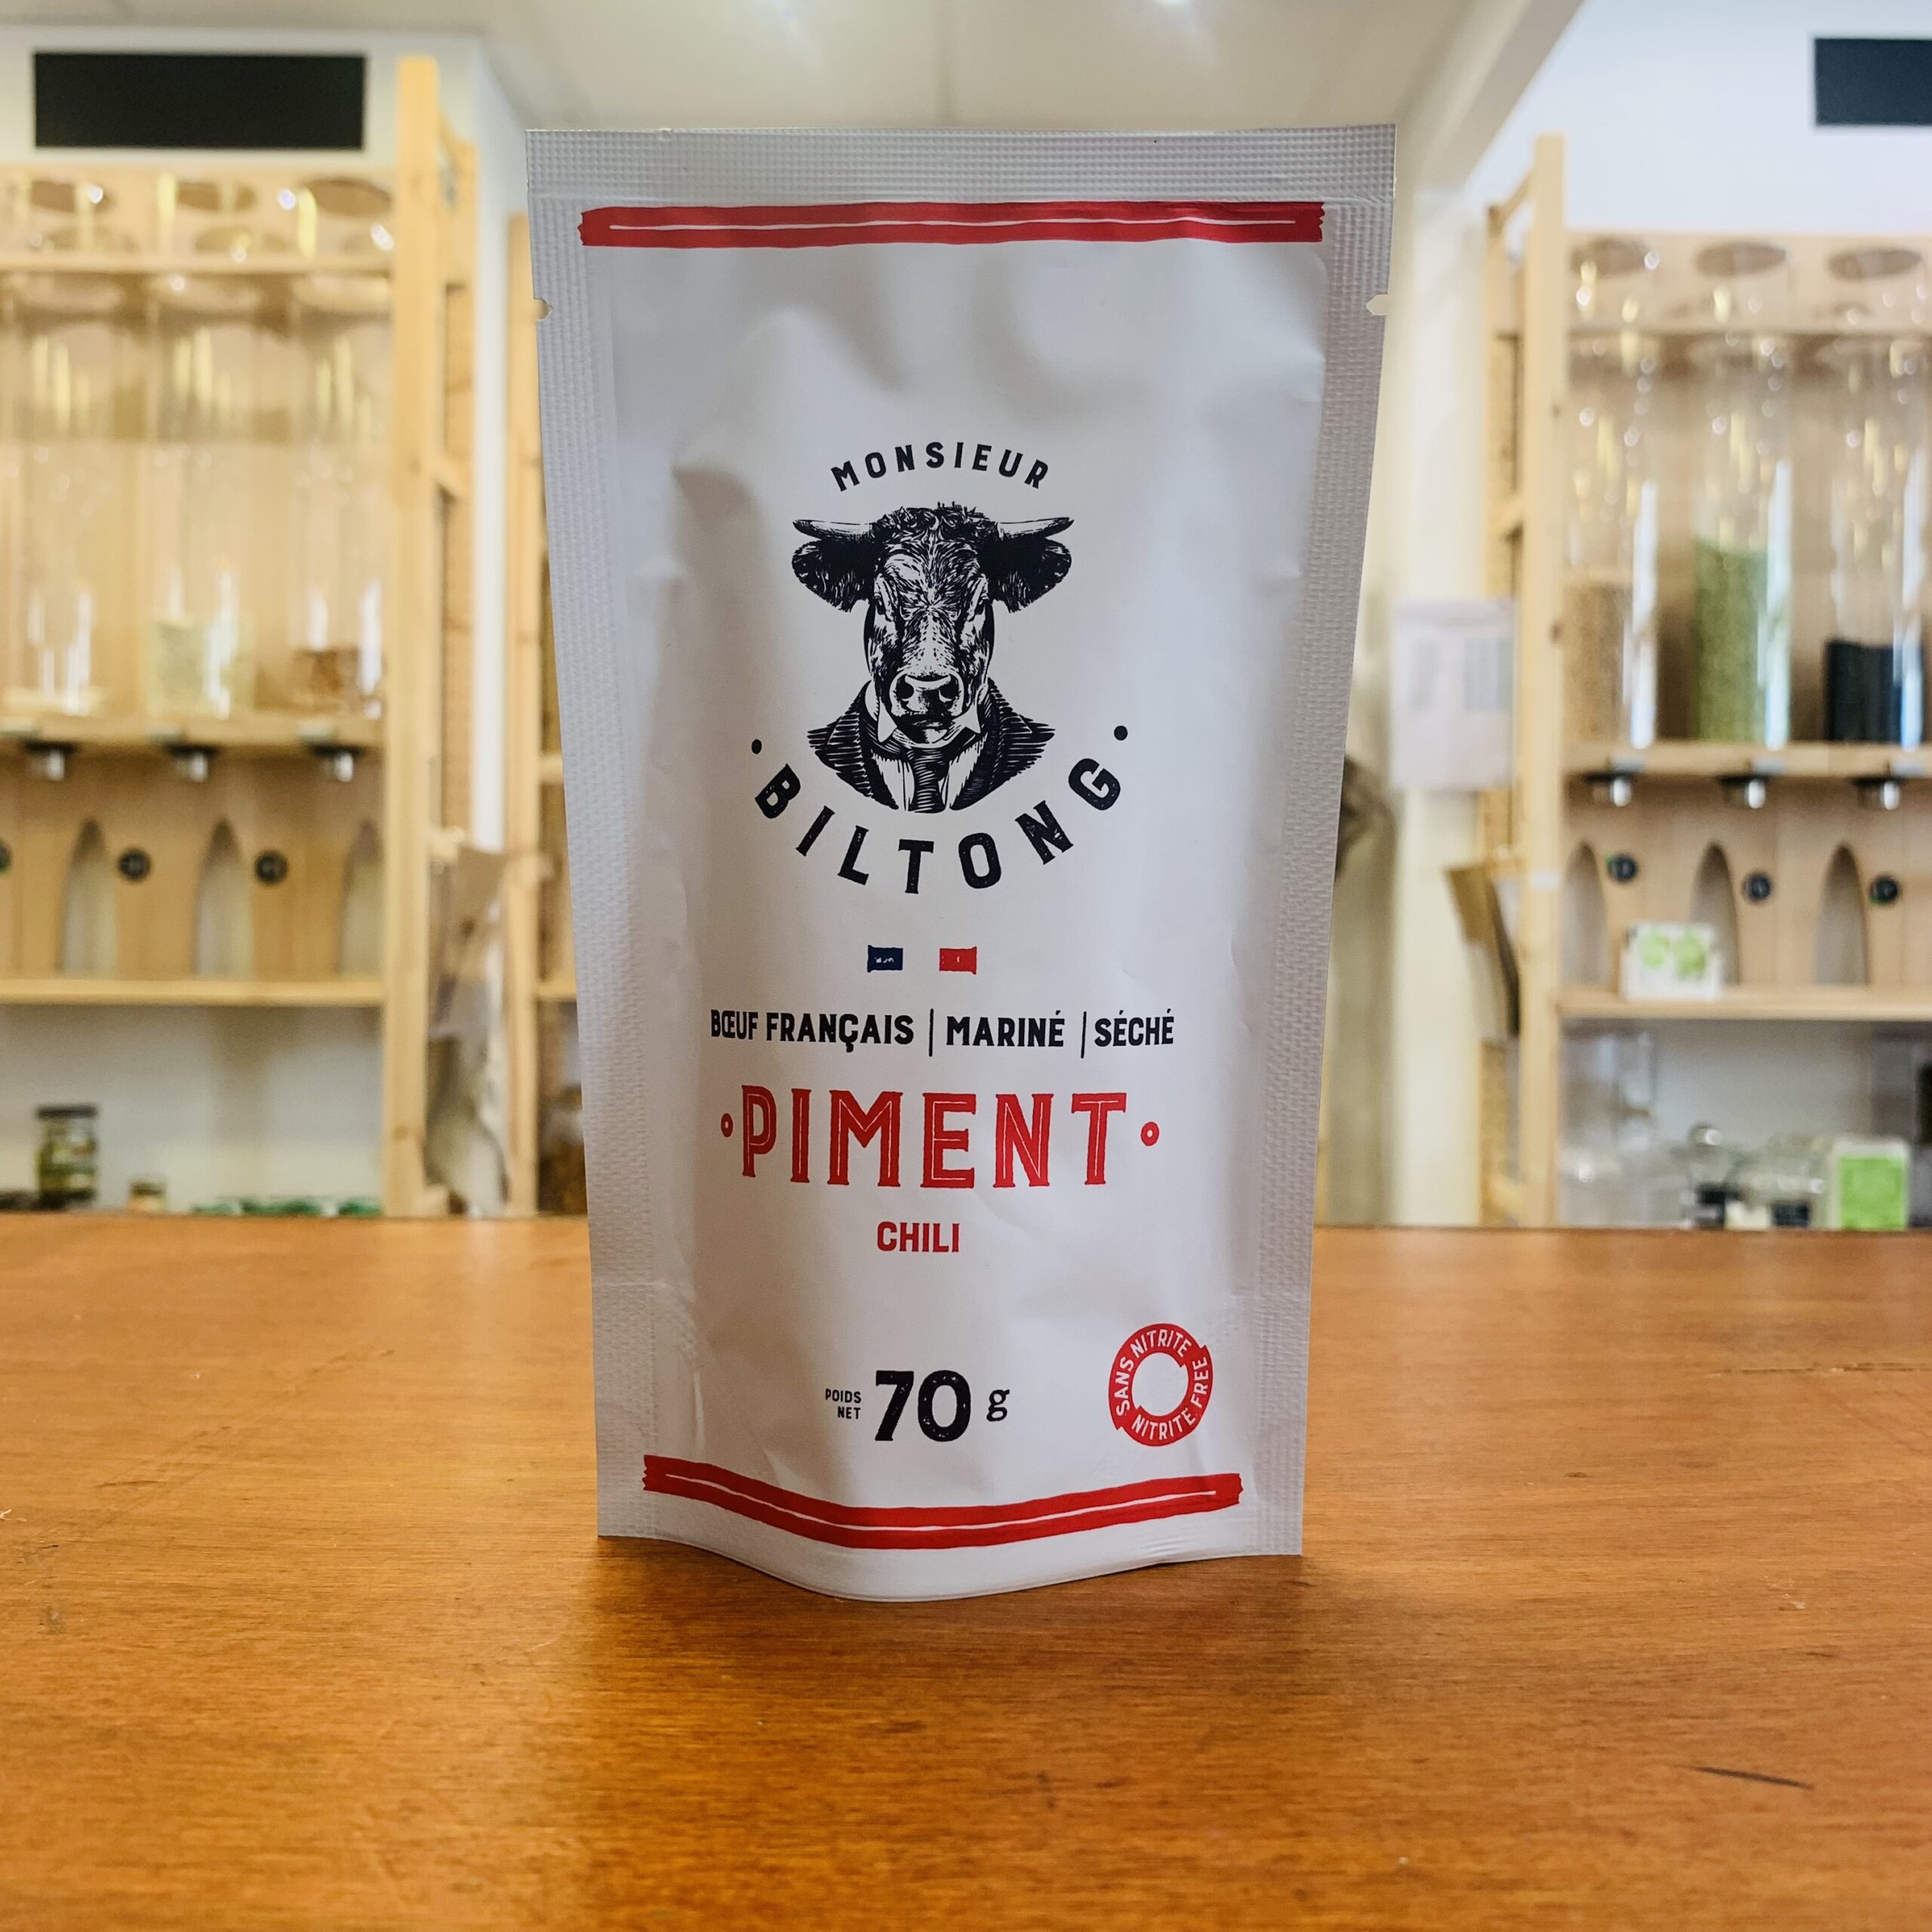 MONSIEUR
• BILTONG •
BŒUF FRANÇAIS | MARINÉ | SÉCHÉ
• PIMENT •
CHILI
POIDS NET 70 g
SANS NITRITE
NITRITE FREE